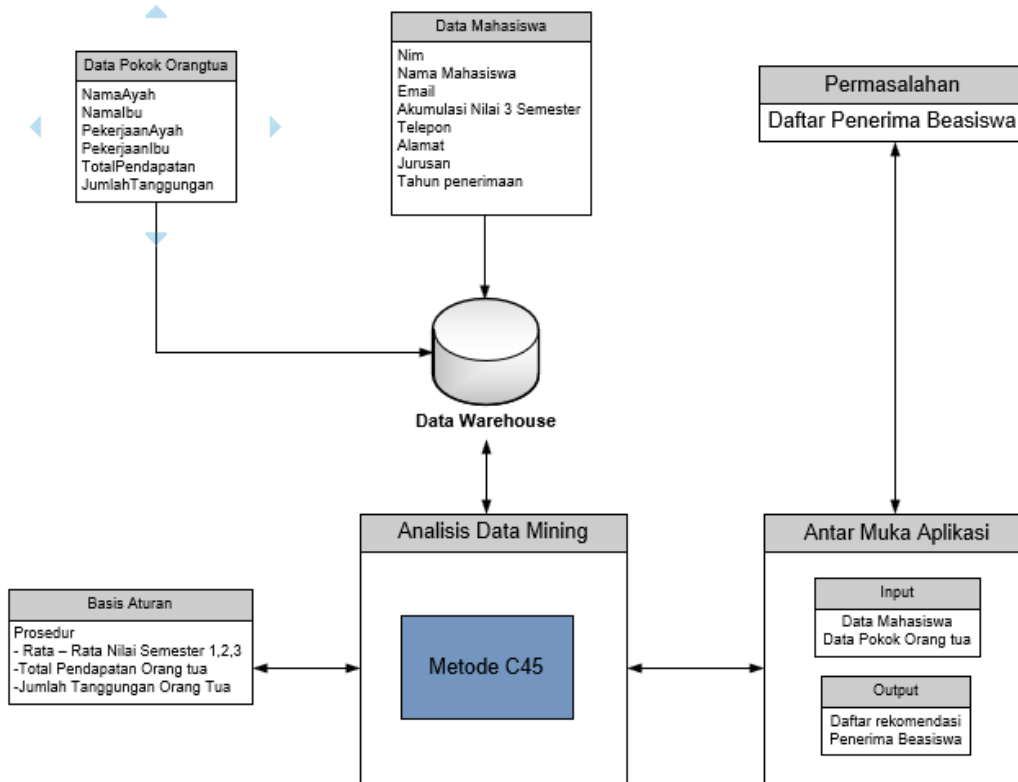 Data Pokok Orangtua
NamaAyah
NamaIbu
PekerjaanAyah
PekerjaanIbu
TotalPendapatan
JumlahTanggungan
Data Mahasiswa
Nim
Nama Mahasiswa
Email
Akumulasi Nilai 3 Semester
Telepon
Alamat
Jurusan
Tahun penerimaan
Permasalahan
Daftar Penerima Beasiswa
Data Warehouse
Basis Aturan
Prosedur
- Rata – Rata Nilai Semester 1,2,3
-Total Pendapatan Orang tua
-Jumlah Tanggungan Orang Tua
Analisis Data Mining
Metode C45
Antar Muka Aplikasi
Input
Data Mahasiswa
Data Pokok Orang tua
Output
Daftar rekomendasi
Penerima Beasiswa